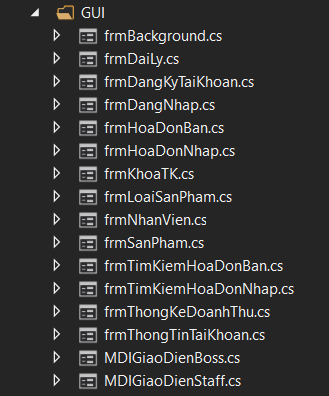 GUI
frmBackground.cs
frmDaiLy.cs
frmDangKyTaiKhoan.cs
frmDangNhap.cs
frmHoaDonBan.cs
frmHoaDonNhap.cs
frmKhoaTK.cs
frmLoaiSanPham.cs
frmNhanVien.cs
frmSanPham.cs
frmTimKiemHoaDonBan.cs
frmTimKiemHoaDonNhap.cs
frmThongKeDoanhThu.cs
frmThongTinTaiKhoan.cs
MDIGiaoDienBoss.cs
MDIGiaoDienStaff.cs